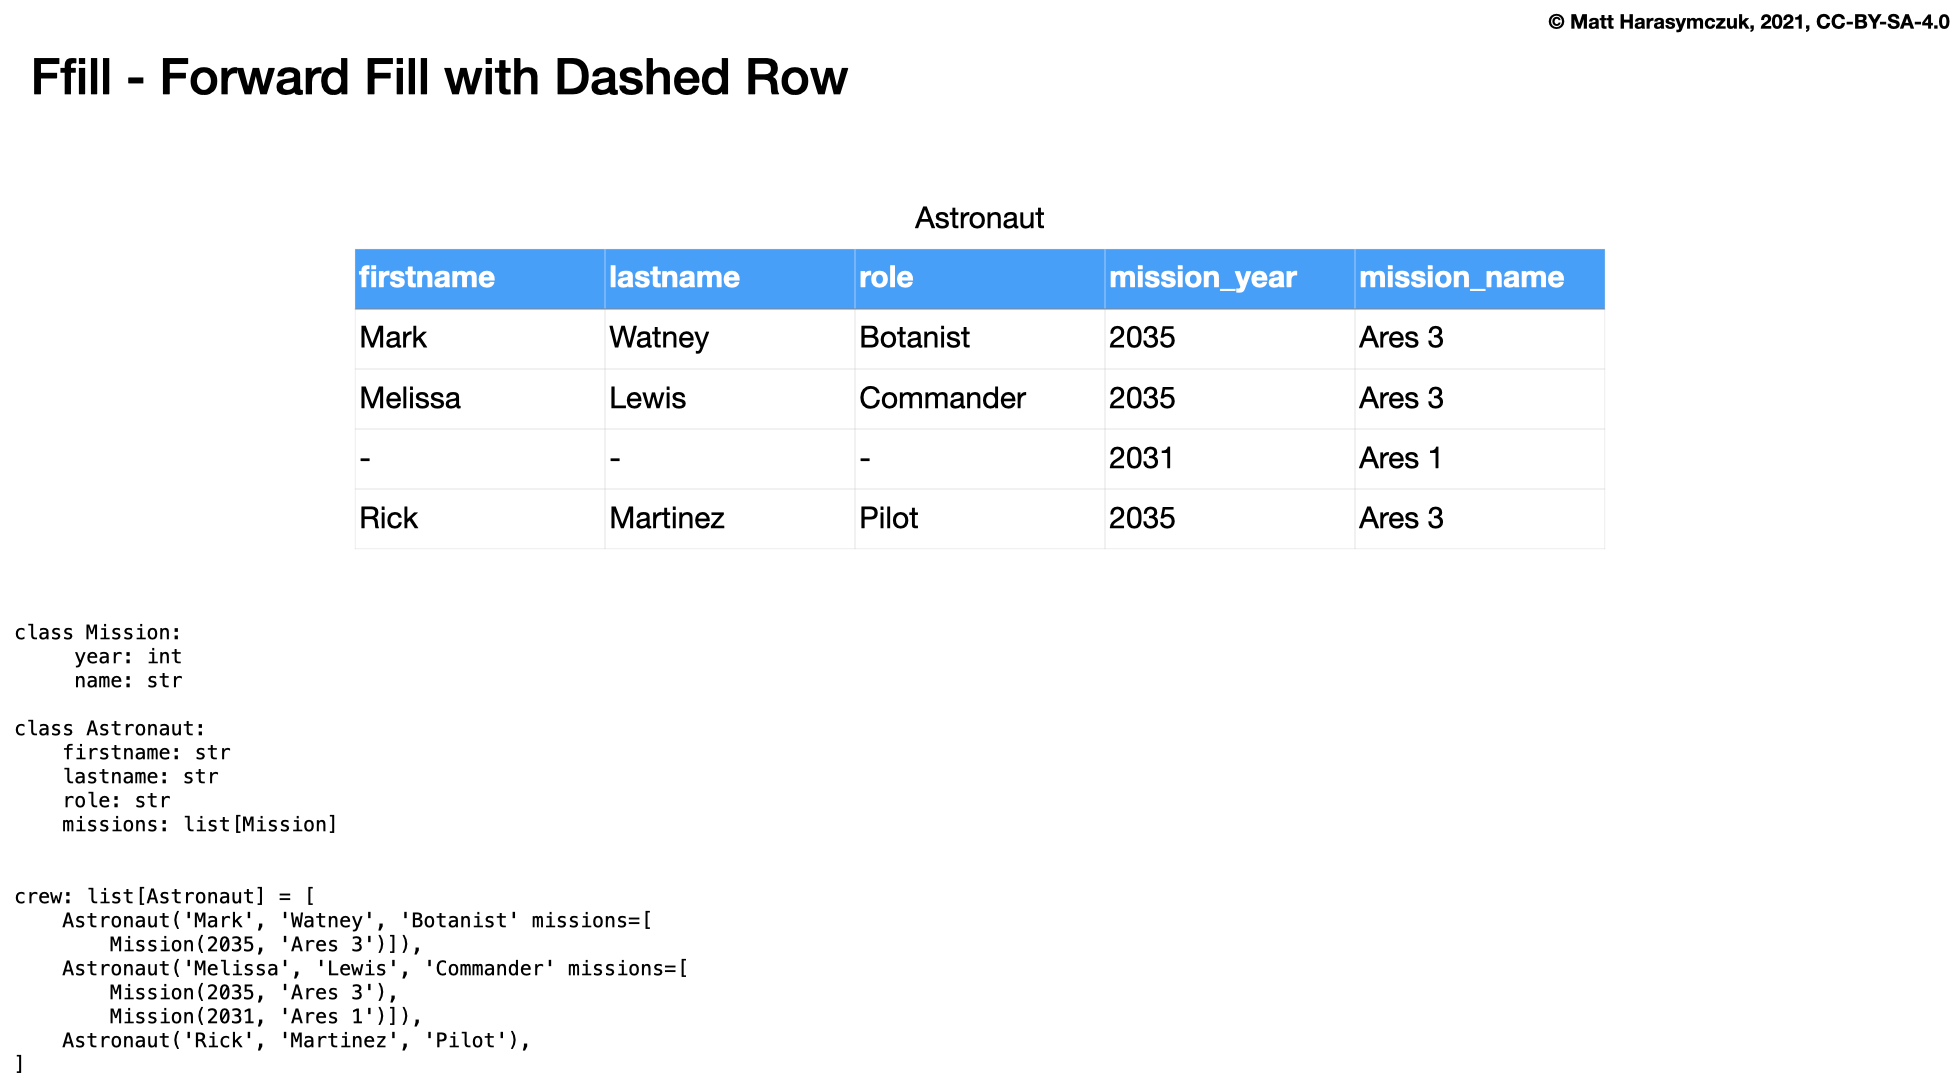 © Matt Harasymczuk, 2021, CC-BY-SA-4.0
Ffill - Forward Fill with Dashed Row
Astronaut
firstname lastname role mission_year mission_name
Mark Watney Botanist 2035 Ares 3
Melissa Lewis Commander 2035 Ares 3
- - - 2031 Ares 1
Rick Martinez Pilot 2035 Ares 3
class Mission:
     year: int
     name: str
class Astronaut:
    firstname: str
    lastname: str
    role: str
    missions: list[Mission]
crew: list[Astronaut] = [
    Astronaut('Mark', 'Watney', 'Botanist' missions=[
        Mission(2035, 'Ares 3')]),
    Astronaut('Melissa', 'Lewis', 'Commander' missions=[
        Mission(2035, 'Ares 3'),
        Mission(2031, 'Ares 1')]),
    Astronaut('Rick', 'Martinez', 'Pilot'),
]